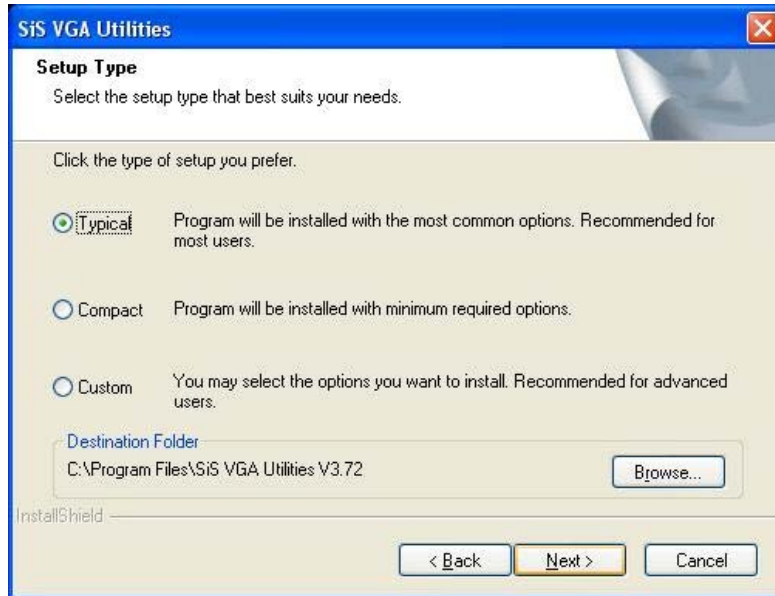 SiS VGA Utilities
Setup Type
Select the setup type that best suits your needs.
Click the type of setup you prefer.
Typical
Program will be installed with the most common options. Recommended for
most users.
Compact
Program will be installed with minimum required options.
Custom
You may select the options you want to install. Recommended for advanced
users.
Destination Folder
C:\Program Files\SiS VGA Utilities V3.72
Browse...
InstallShield
< Back
Next >
Cancel